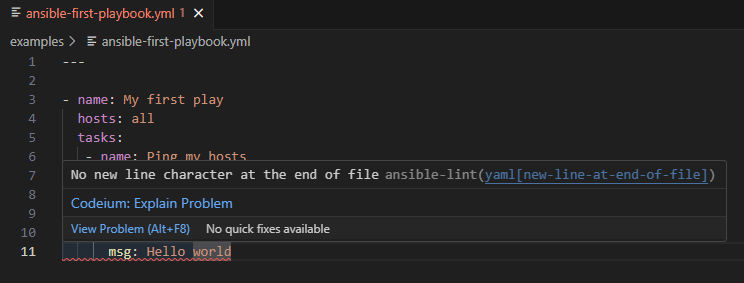 ansible-first-playbook.yml 1
examples > ansible-first-playbook.yml
1 ---
2
3 - name: My first play
4 hosts: all
5 tasks:
6 - name: Ping my hosts
7 No new line character at the end of file ansible-lint(yaml[new-line-at-end-of-file])
8 Codeium: Explain Problem
9
10 View Problem (Alt+F8) No quick fixes available
11 msg: Hello world